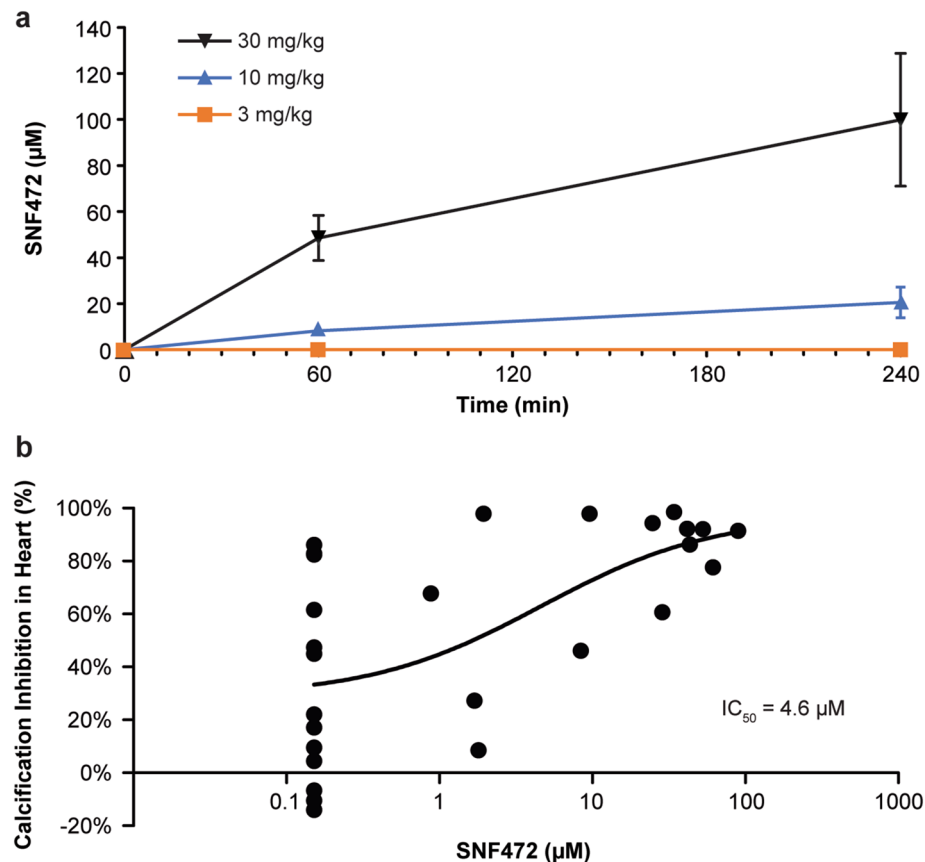 a
SNF472 (µM)
140
120
100
80
60
40
20
0
30 mg/kg
10 mg/kg
3 mg/kg
0 60 120 180 240
Time (min)
b
Calcification Inhibition in Heart (%)
100%
80%
60%
40%
20%
0%
-20%
IC50 = 4.6 µM
0.1 1 10 100 1000
SNF472 (µM)